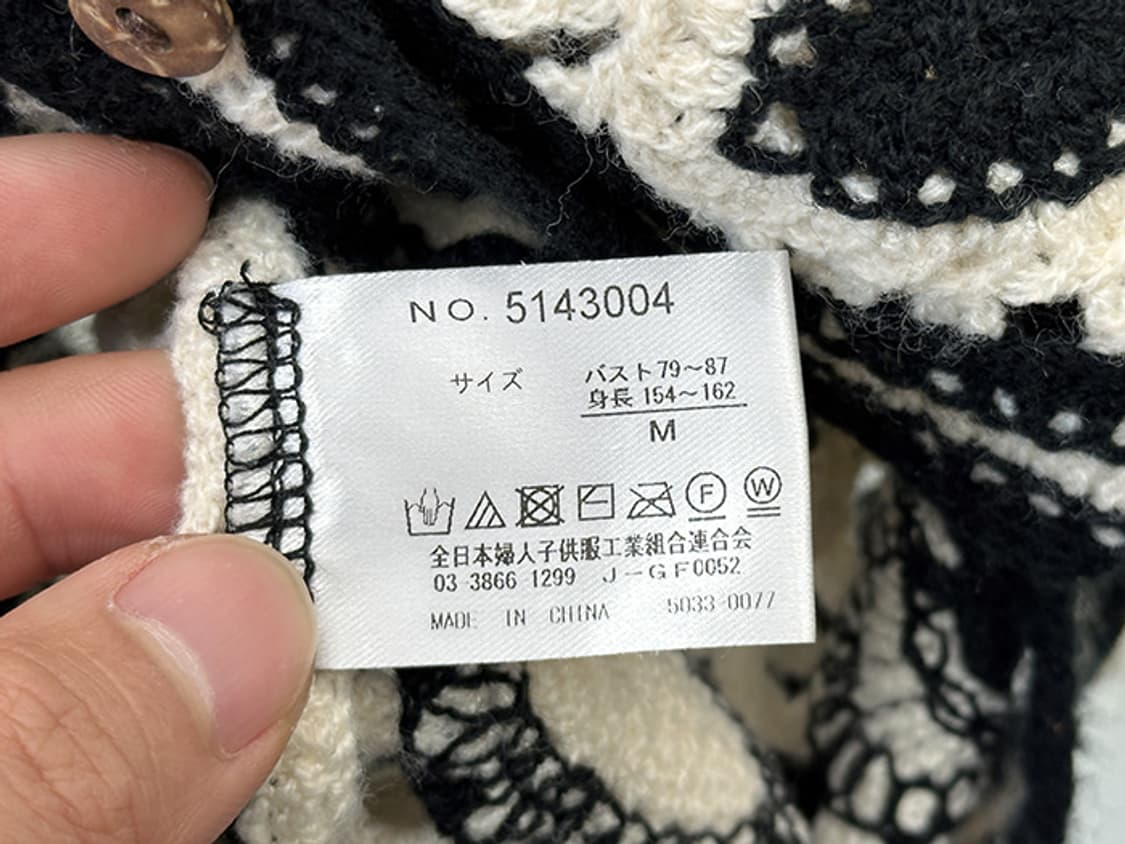 NO. 5143004
サイズ バスト79〜87
身長 154〜162
M
F W
全日本婦人子供服工業組合連合会
03 3866 1299 J-GF0052
MADE IN CHINA 5033-0077